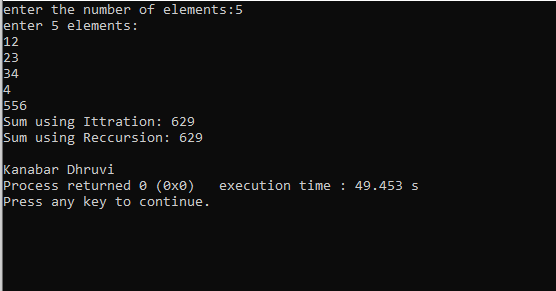 enter the number of elements:5
enter 5 elements:
12
23
34
4
556
Sum using Ittration: 629
Sum using Reccursion: 629
Kanabar Dhruvi
Process returned 0 (0x0)   execution time : 49.453 s
Press any key to continue.